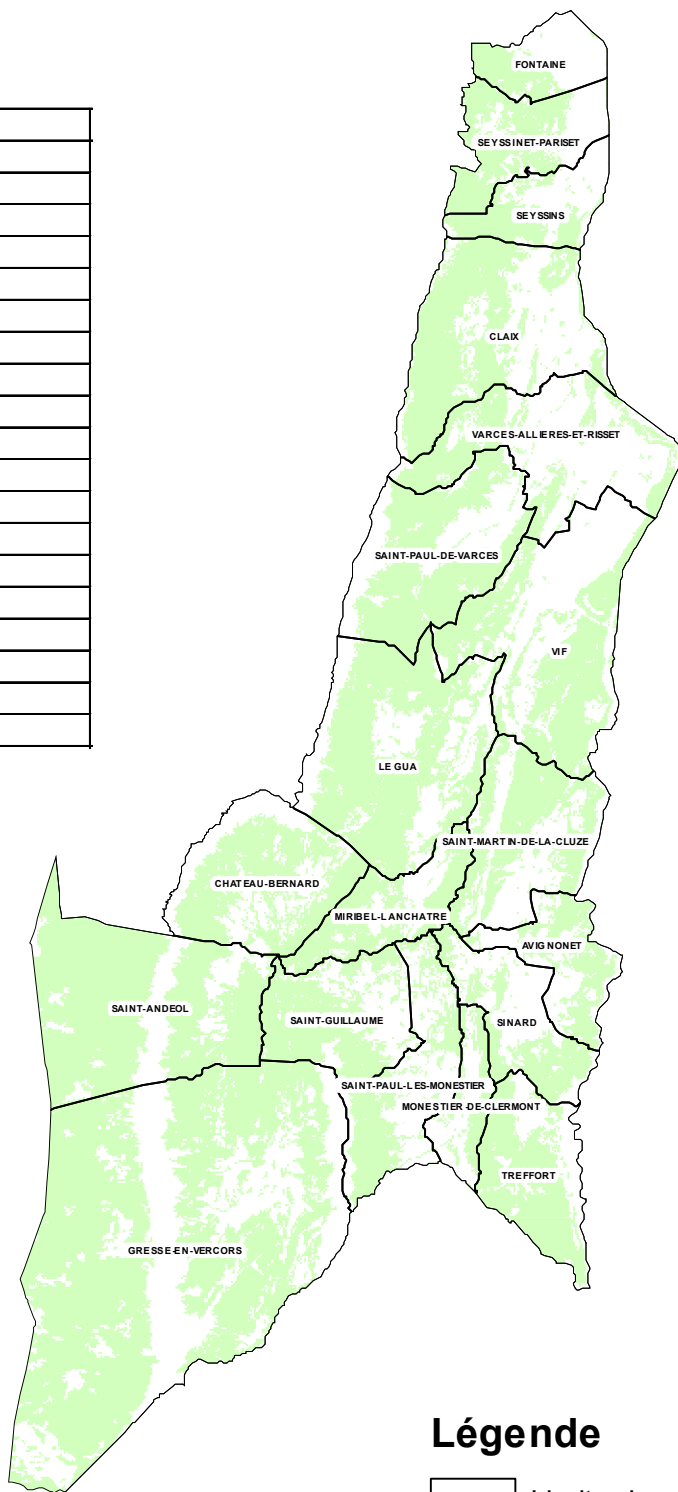 FONTAINE
SEYSSINET-PARISET
SEYSSINS
CLAIX
VARCES-ALLIERES-ET-RISSET
SAINT-PAUL-DE-VARCES
VIF
LE GUA
SAINT-MARTIN-DE-LA-CLUZE
CHATEAU-BERNARD
MIRIBEL-LANCHATRE
AVIGNONET
SAINT-ANDEOL
SAINT-GUILLAUME
SINARD
SAINT-PAUL-LES-MONESTIER
MONESTIER-DE-CLERMONT
TREFFORT
GRESSE-EN-VERCORS
Légende